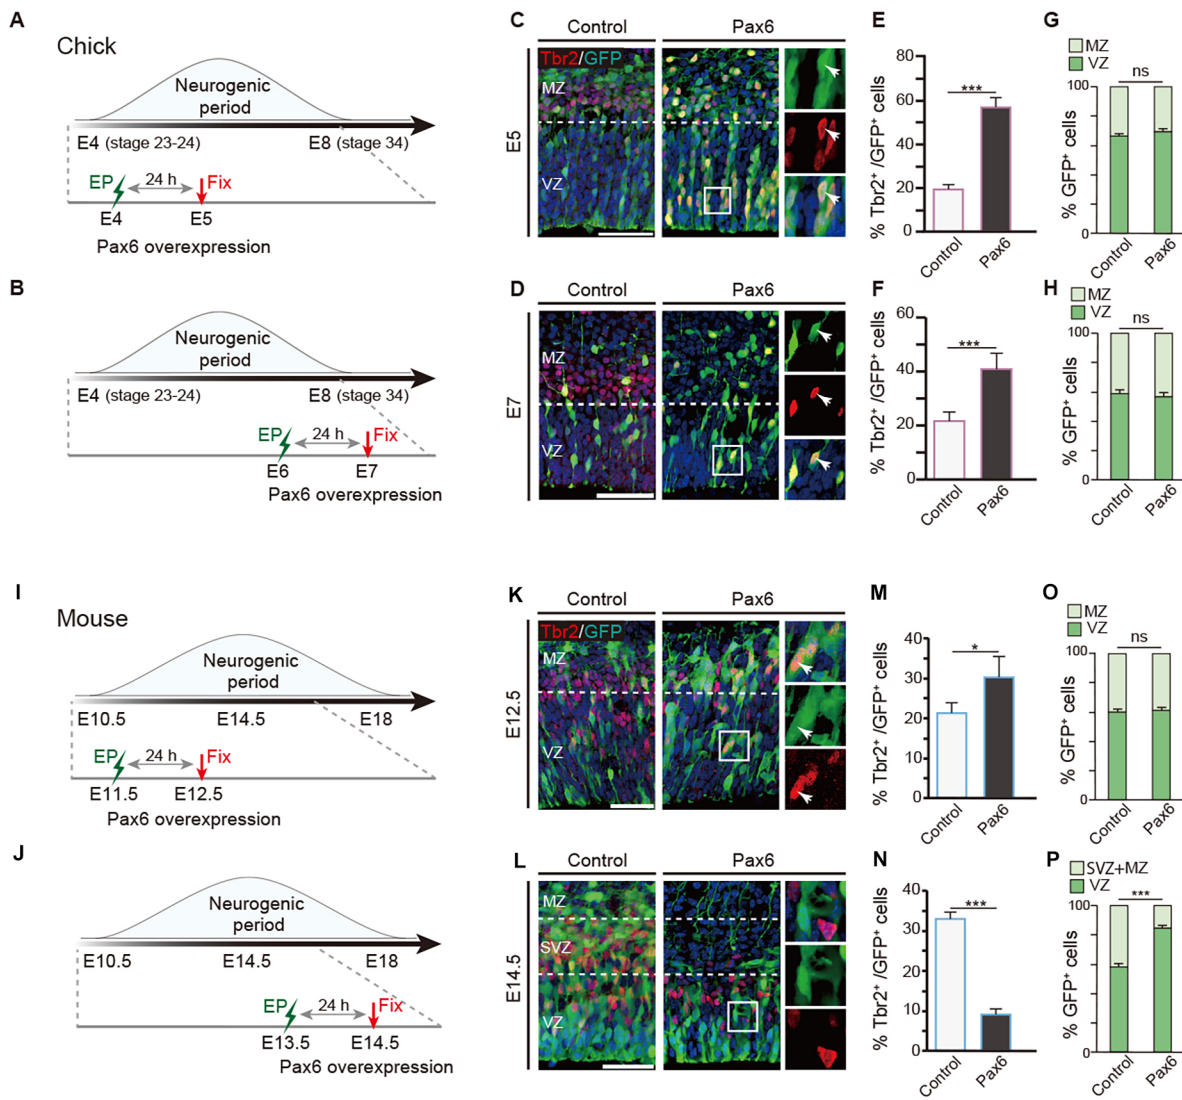 A
Chick
Neurogenic
period
E4 (stage 23-24)
E8 (stage 34)
EP
24 h
Fix
E4
E5
Pax6 overexpression
B
Neurogenic
period
E4 (stage 23-24)
E8 (stage 34)
EP
24 h
Fix
E6
E7
Pax6 overexpression
C
Control
Pax6
E5
Tbr2/GFP
MZ
VZ
D
Control
Pax6
E7
MZ
VZ
E
% Tbr2⁺ /GFP⁺ cells
80
60
40
20
0
***
Control
Pax6
F
% Tbr2⁺ /GFP⁺ cells
60
40
20
0
***
Control
Pax6
G
MZ
VZ
% GFP⁺ cells
100
0
ns
Control
Pax6
H
MZ
VZ
% GFP⁺ cells
100
0
ns
Control
Pax6
I
Mouse
Neurogenic
period
E10.5
E14.5
E18
EP
24 h
Fix
E11.5
E12.5
Pax6 overexpression
J
Neurogenic
period
E10.5
E14.5
E18
EP
24 h
Fix
E13.5
E14.5
Pax6 overexpression
K
Control
Pax6
E12.5
Tbr2/GFP
MZ
VZ
L
Control
Pax6
E14.5
MZ
SVZ
VZ
M
% Tbr2⁺ /GFP⁺ cells
40
30
20
10
0
*
Control
Pax6
N
% Tbr2⁺ /GFP⁺ cells
40
30
30
10
0
***
Control
Pax6
O
MZ
VZ
% GFP⁺ cells
100
0
ns
Control
Pax6
P
SVZ+MZ
VZ
% GFP⁺ cells
100
0
***
Control
Pax6